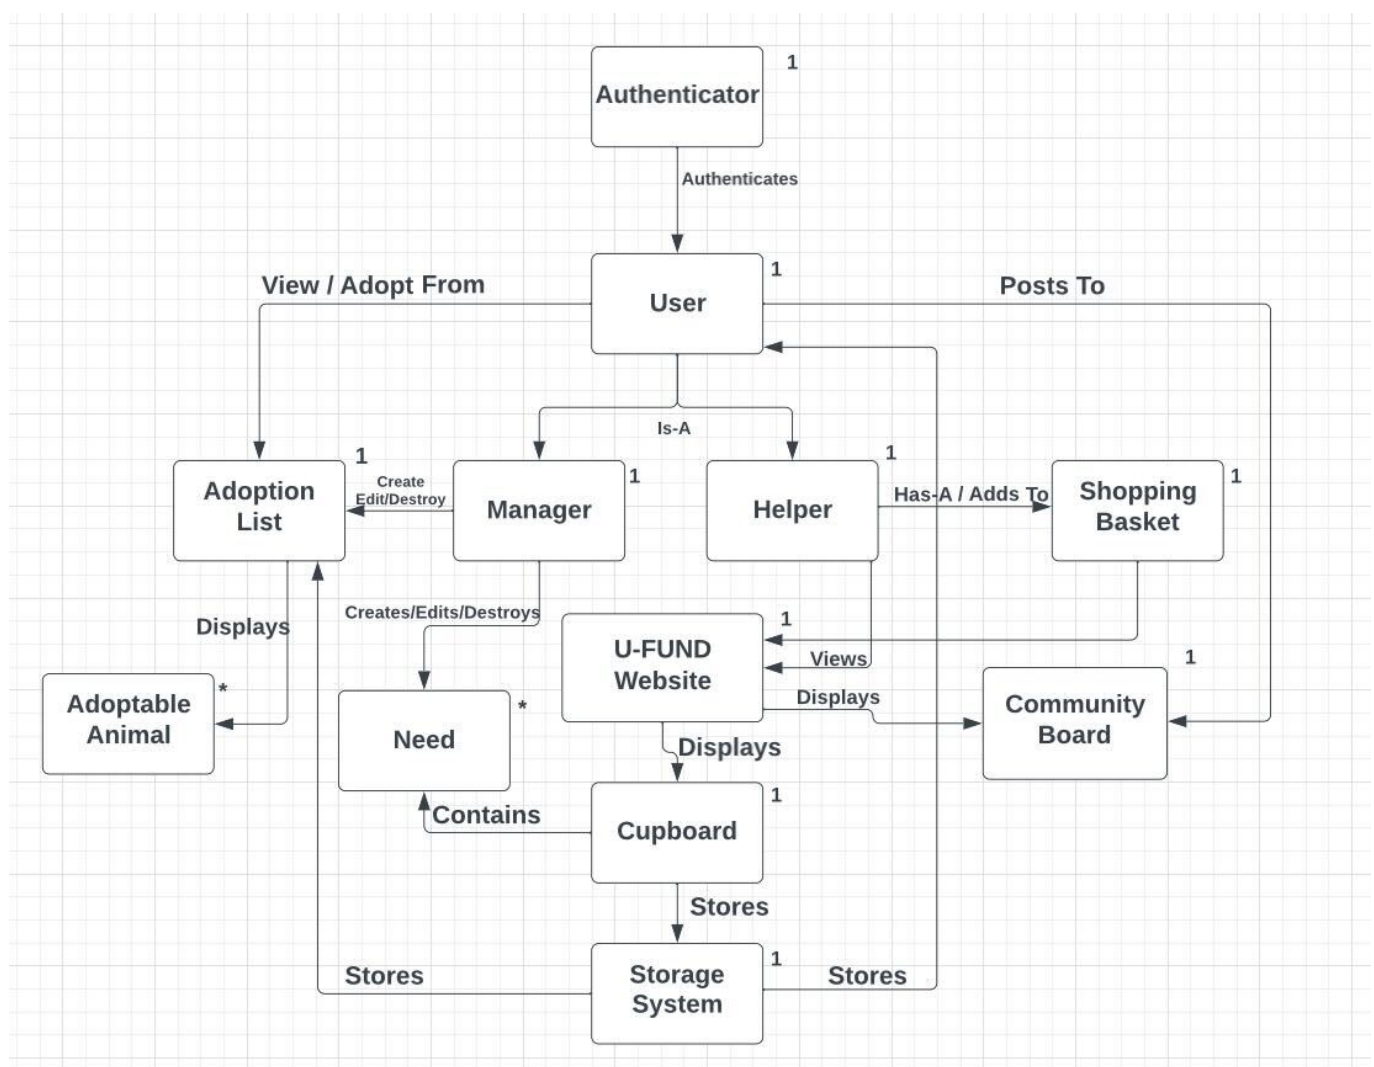 1
Authenticator
Authenticates
1
User
View / Adopt From
Posts To
Is-A
1
Adoption
List
Create
Edit/Destroy
1
Manager
1
Helper
Has-A / Adds To
1
Shopping
Basket
Displays
Creates/Edits/Destroys
1
U-FUND
Website
Views
Displays
1
Community
Board
*
Adoptable
Animal
*
Need
Displays
Contains
1
Cupboard
Stores
1
Storage
System
Stores
Stores